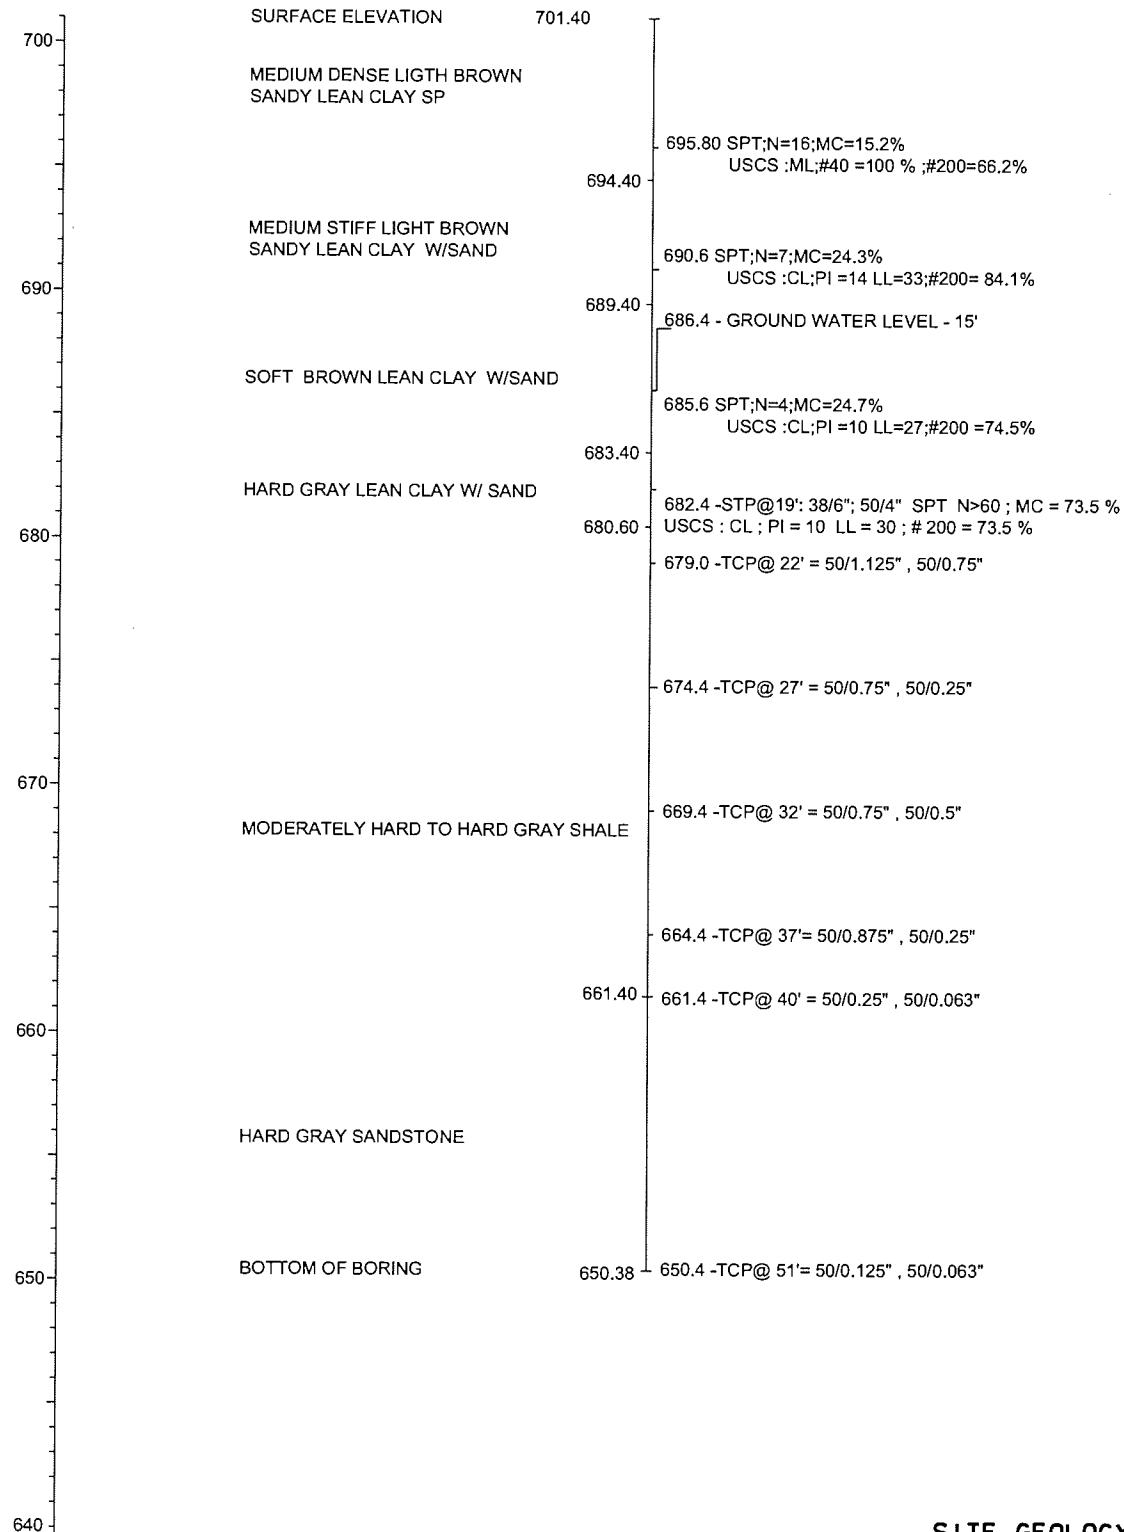 SURFACE ELEVATION 701.40
700
MEDIUM DENSE LIGTH BROWN
SANDY LEAN CLAY SP
695.80 SPT;N=16;MC=15.2%
USCS :ML;#40 =100 % ;#200=66.2%
694.40
MEDIUM STIFF LIGHT BROWN
SANDY LEAN CLAY W/SAND
690.6 SPT;N=7;MC=24.3%
USCS :CL;PI =14 LL=33;#200= 84.1%
690
689.40
686.4 - GROUND WATER LEVEL - 15'
SOFT BROWN LEAN CLAY W/SAND
685.6 SPT;N=4;MC=24.7%
USCS :CL;PI =10 LL=27;#200 =74.5%
683.40
HARD GRAY LEAN CLAY W/ SAND
682.4 -STP@19': 38/6"; 50/4" SPT N>60 ; MC = 73.5 %
680.60 USCS : CL ; PI = 10 LL = 30 ; # 200 = 73.5 %
680
679.0 -TCP@ 22' = 50/1.125" , 50/0.75"
674.4 -TCP@ 27' = 50/0.75" , 50/0.25"
670
669.4 -TCP@ 32' = 50/0.75" , 50/0.5"
MODERATELY HARD TO HARD GRAY SHALE
664.4 -TCP@ 37'= 50/0.875" , 50/0.25"
661.40 661.4 -TCP@ 40' = 50/0.25" , 50/0.063"
660
HARD GRAY SANDSTONE
650 BOTTOM OF BORING 650.38 650.4 -TCP@ 51'= 50/0.125" , 50/0.063"
640
SITE GEOLOGY